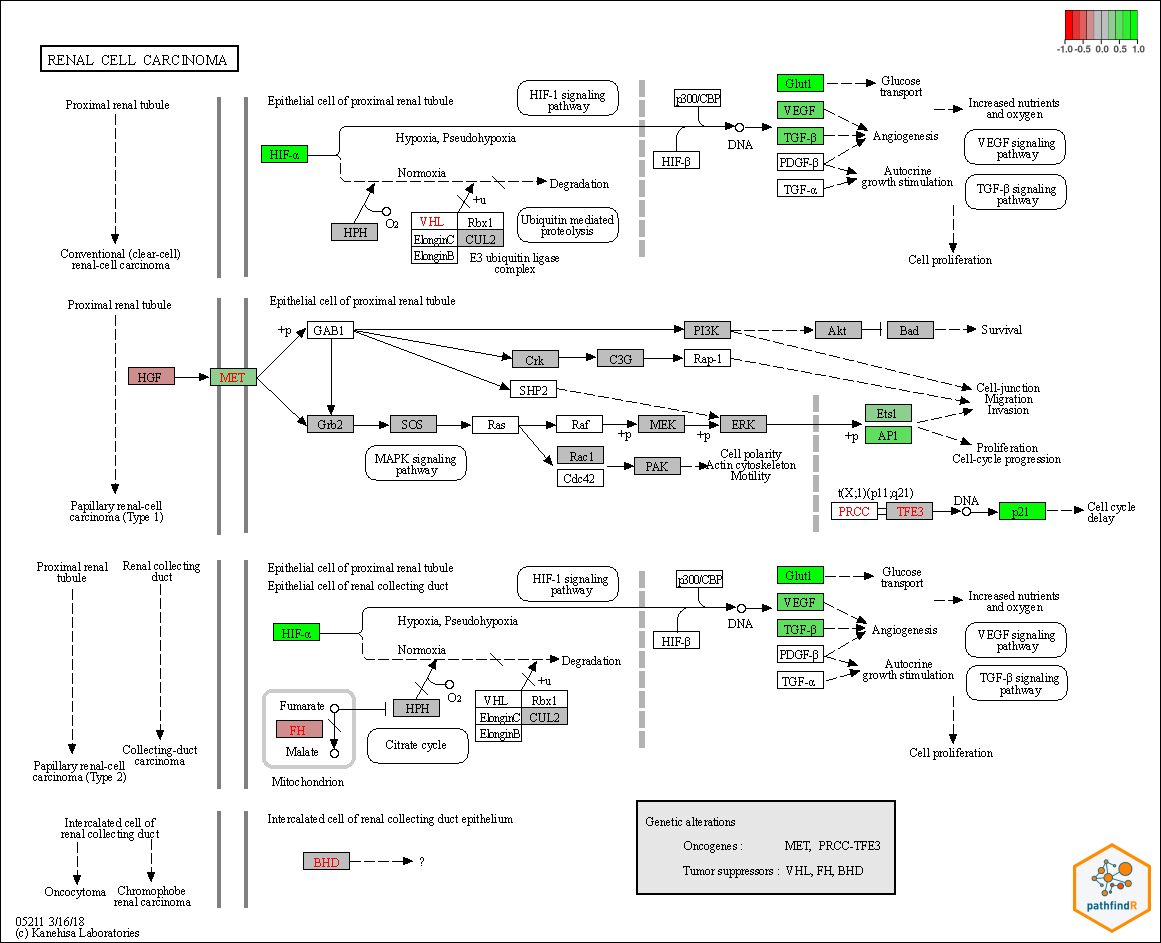 -1.0 -0.5 0.0 0.5 1.0
RENAL CELL CARCINOMA
Proximal renal tubule
Conventional (clear-cell)
renal-cell carcinoma
Epithelial cell of proximal renal tubule
HIF-1 signaling
pathway
HIF-α
Hypoxia, Pseudohypoxia
Normoxia
Degradation
HPH
O2
+u
VHL
Rbx1
ElonginC
CUL2
ElonginB
E3 ubiquitin ligase
complex
Ubiquitin mediated
proteolysis
p300/CBP
HIF-β
DNA
Glut1
VEGF
TGF-β
PDGF-β
TGF-α
Glucose
transport
Angiogenesis
Autocrine
growth stimulation
Increased nutrients
and oxygen
VEGF signaling
pathway
TGF-β signaling
pathway
Cell proliferation
Proximal renal tubule
Papillary renal-cell
carcinoma (Type 1)
Epithelial cell of proximal renal tubule
HGF
MET
+p
GAB1
PI3K
Akt
Bad
Survival
Crk
C3G
Rap-1
SHP2
Grb2
SOS
Ras
Raf
+p
MEK
+p
ERK
MAPK signaling
pathway
Rac1
Cdc42
PAK
Cell polarity
Actin cytoskeleton
Motility
+p
Ets1
AP1
Cell-junction
Migration
Invasion
Proliferation
Cell-cycle progression
t(X;1)(p11;q21)
PRCC
TFE3
DNA
p21
Cell cycle
delay
Proximal renal
tubule
Renal collecting
duct
Papillary renal-cell
carcinoma (Type 2)
Collecting-duct
carcinoma
Epithelial cell of proximal renal tubule
Epithelial cell of renal collecting duct
HIF-1 signaling
pathway
HIF-α
Hypoxia, Pseudohypoxia
Normoxia
Degradation
Fumarate
FH
Malate
Mitochondrion
HPH
O2
Citrate cycle
+u
VHL
Rbx1
ElonginC
CUL2
ElonginB
p300/CBP
HIF-β
DNA
Glut1
VEGF
TGF-β
PDGF-β
TGF-α
Glucose
transport
Angiogenesis
Autocrine
growth stimulation
Increased nutrients
and oxygen
VEGF signaling
pathway
TGF-β signaling
pathway
Cell proliferation
Intercalated cell of
renal collecting duct
Oncocytoma
Chromophobe
renal carcinoma
Intercalated cell of renal collecting duct epithelium
BHD
?
Genetic alterations
Oncogenes : MET, PRCC-TFE3
Tumor suppressors : VHL, FH, BHD
05211 3/16/18
(c) Kanehisa Laboratories
pathfindR